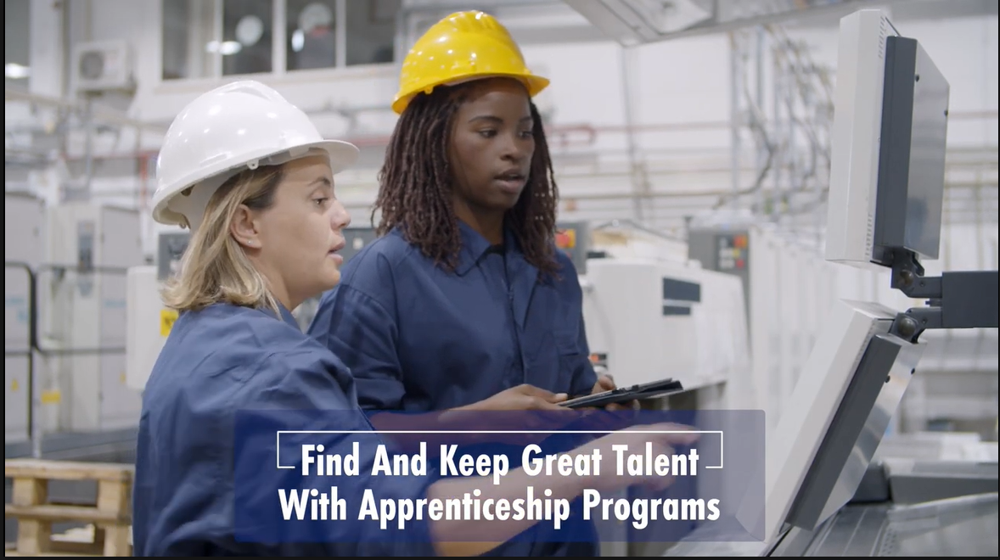 Find And Keep Great Talent
With Apprenticeship Programs